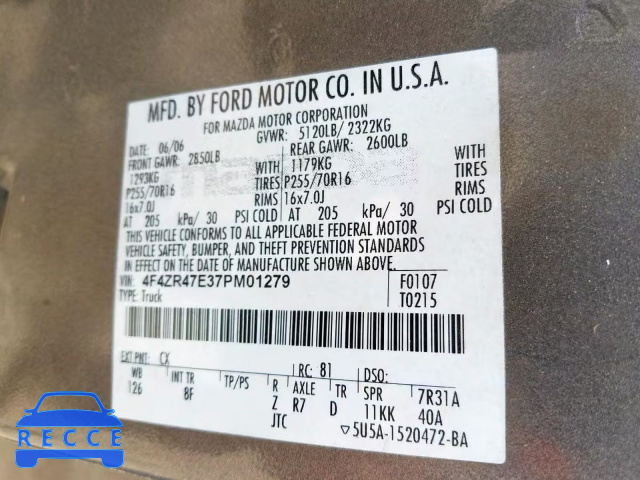 MFD. BY FORD MOTOR CO. IN U.S.A.
FOR MAZDA MOTOR CORPORATION
DATE: 06/06 GVWR: 5120LB/ 2322KG
FRONT GAWR: 2850LB REAR GAWR: 2600LB
1293KG WITH 1179KG WITH
P255/70R16 TIRES P255/70R16 TIRES
16x7.0J RIMS 16x7.0J RIMS
AT 205 kPa/ 30 PSI COLD AT 205 kPa/ 30 PSI COLD
THIS VEHICLE CONFORMS TO ALL APPLICABLE FEDERAL MOTOR
VEHICLE SAFETY, BUMPER, AND THEFT PREVENTION STANDARDS
IN EFFECT ON THE DATE OF MANUFACTURE SHOWN ABOVE.
VIN: 4F4ZR47E37PM01279 F0107
TYPE: Truck T0215
EXT PNT: CX RC: 81 DSO:
WB INT TR TP/PS R AXLE TR SPR 7R31A
126 8F Z R7 D 11KK 40A
JTC ▽5U5A-1520472-BA
RECCE